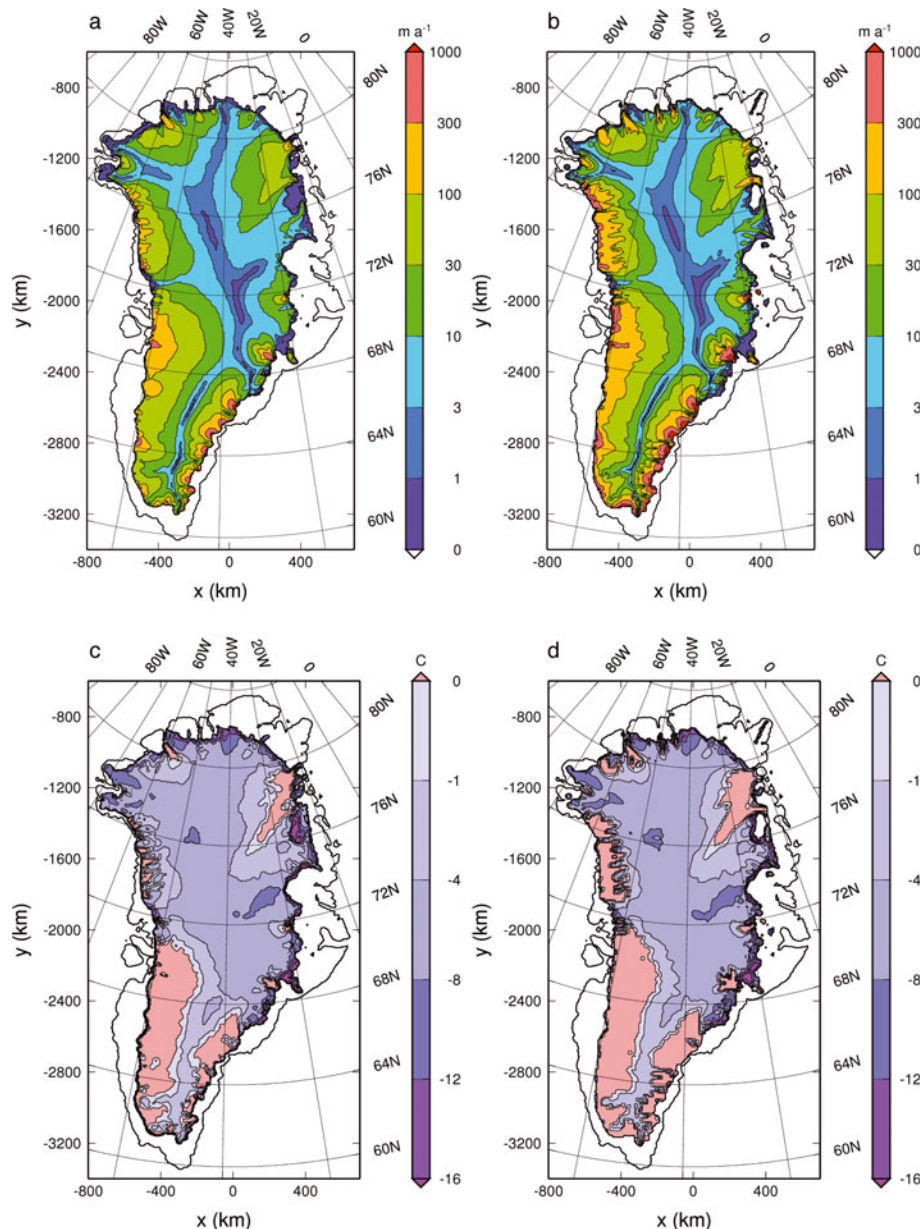 a
80W 60W 40W 20W 0
m a-1
1000
300
100
30
10
3
1
0
80N
76N
72N
68N
64N
60N
-800
-1200
-1600
-2000
-2400
-2800
-3200
y (km)
-800 -400 0 400
x (km)
b
80W 60W 40W 20W 0
m a-1
1000
300
100
30
10
3
1
0
80N
76N
72N
68N
64N
60N
-800
-1200
-1600
-2000
-2400
-2800
-3200
y (km)
-800 -400 0 400
x (km)
c
80W 60W 40W 20W 0
C
0
-1
-4
-8
-12
-16
80N
76N
72N
68N
64N
60N
-800
-1200
-1600
-2000
-2400
-2800
-3200
y (km)
-800 -400 0 400
x (km)
d
80W 60W 40W 20W 0
C
0
-1
-4
-8
-12
-16
80N
76N
72N
68N
64N
60N
-800
-1200
-1600
-2000
-2400
-2800
-3200
y (km)
-800 -400 0 400
x (km)